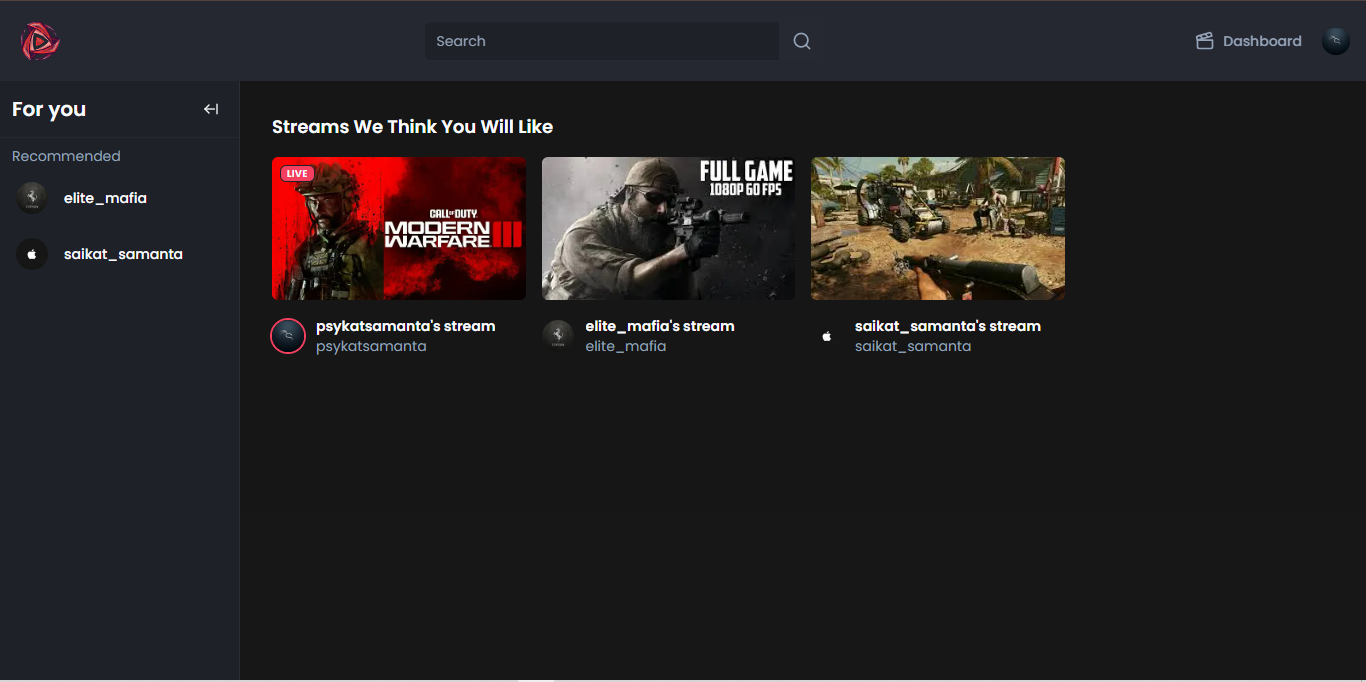 Search
Dashboard
For you
Recommended
elite_mafia
saikat_samanta
Streams We Think You Will Like
LIVE
CALL OF DUTY
MODERN
WARFARE III
FULL GAME
1080P 60 FPS
psykatsamanta's stream
psykatsamanta
elite_mafia's stream
elite_mafia
saikat_samanta's stream
saikat_samanta